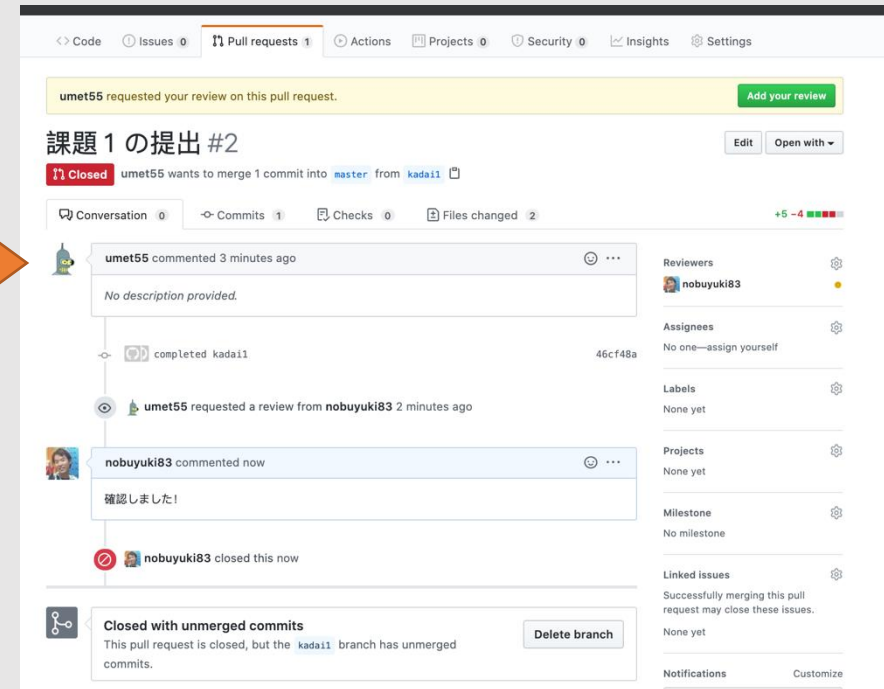 Code Issues 0 Pull requests 1 Actions Projects 0 Security 0 Insights Settings
umet55 requested your review on this pull request. Add your review
課題１の提出 #2 Edit Open with
Closed umet55 wants to merge 1 commit into master from kadai1
Conversation 0 Commits 1 Checks 0 Files changed 2 +5 −4
umet55 commented 3 minutes ago
No description provided.
completed kadai1 46cf48a
umet55 requested a review from nobuyuki83 2 minutes ago
nobuyuki83 commented now
確認しました!
nobuyuki83 closed this now
Closed with unmerged commits
This pull request is closed, but the kadai1 branch has unmerged
commits.
Delete branch
Reviewers
nobuyuki83
Assignees
No one—assign yourself
Labels
None yet
Projects
None yet
Milestone
No milestone
Linked issues
Successfully merging this pull
request may close these issues.
None yet
Notifications Customize